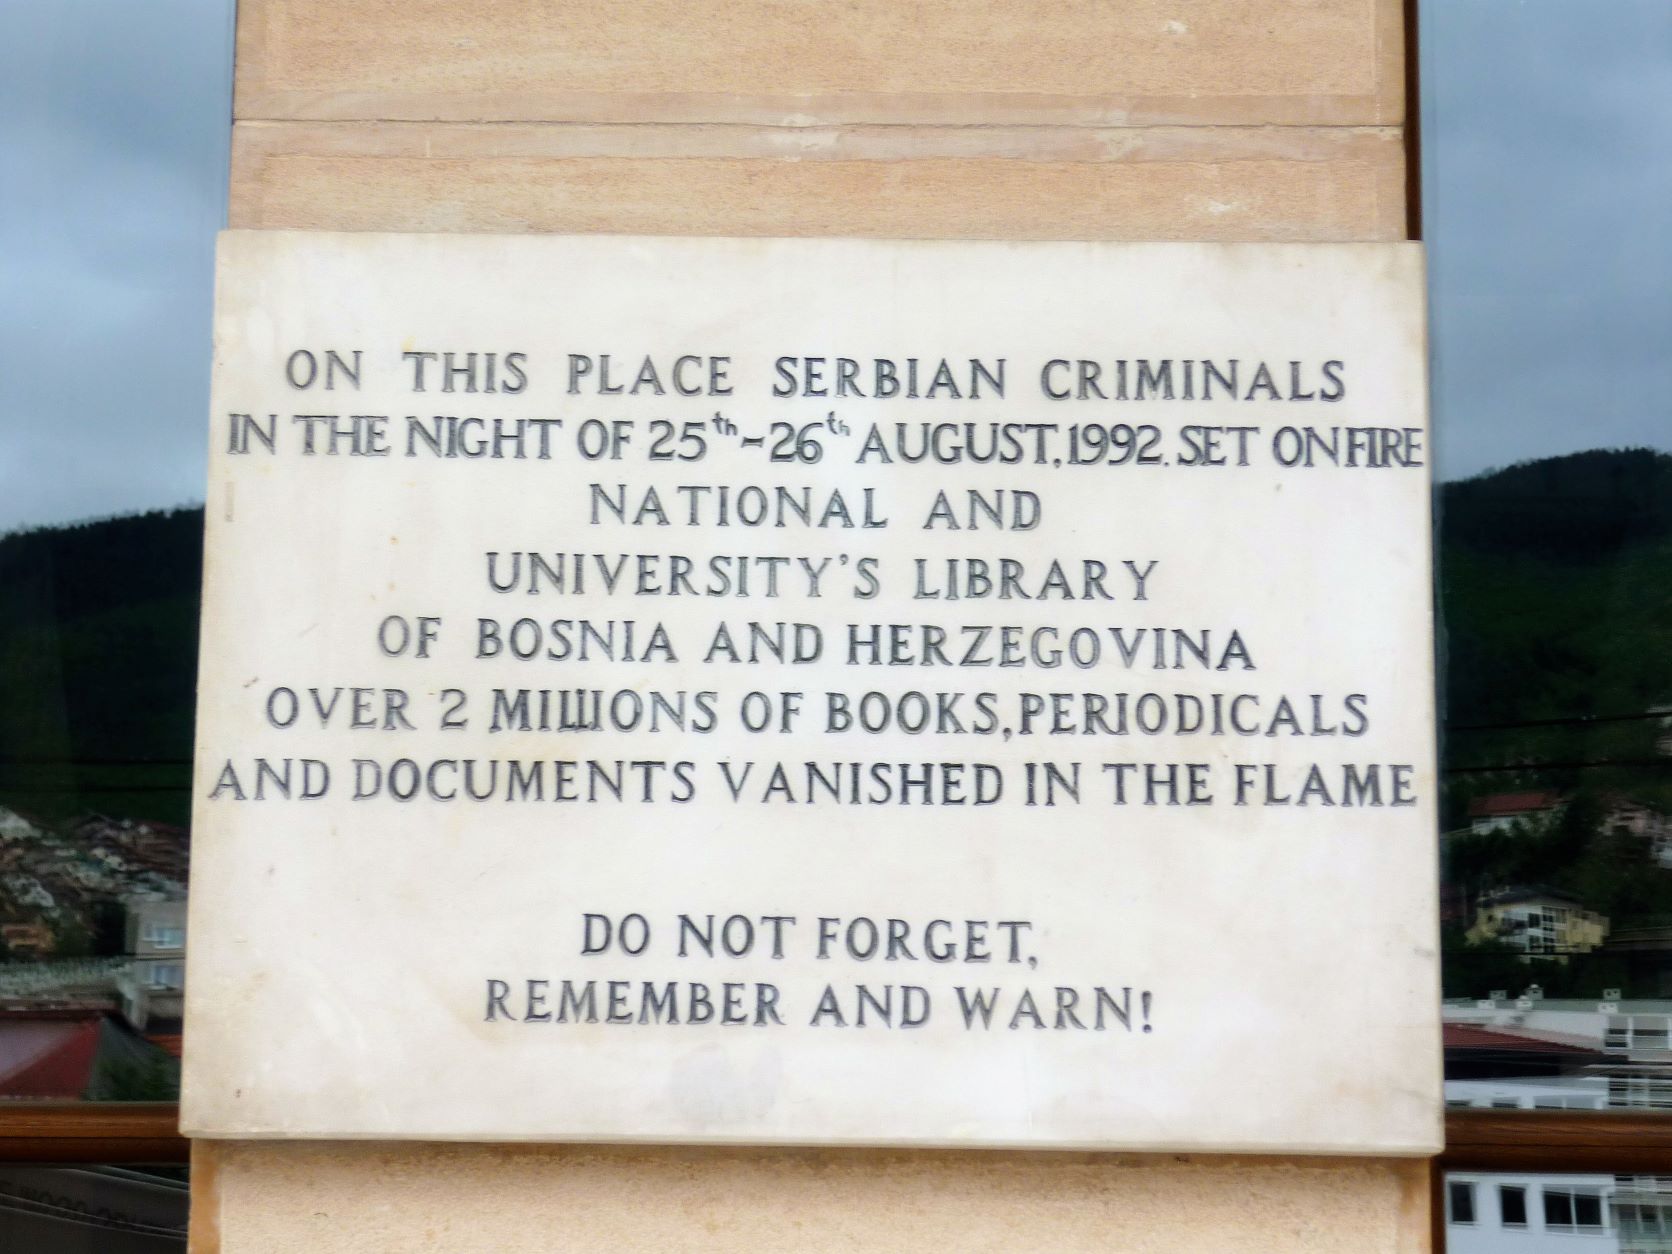 ON THIS PLACE SERBIAN CRIMINALS
IN THE NIGHT OF 25th-26th AUGUST.1992. SET ON FIRE
NATIONAL AND
UNIVERSITY'S LIBRARY
OF BOSNIA AND HERZEGOVINA
OVER 2 MILLIONS OF BOOKS, PERIODICALS
AND DOCUMENTS VANISHED IN THE FLAME
DO NOT FORGET,
REMEMBER AND WARN!